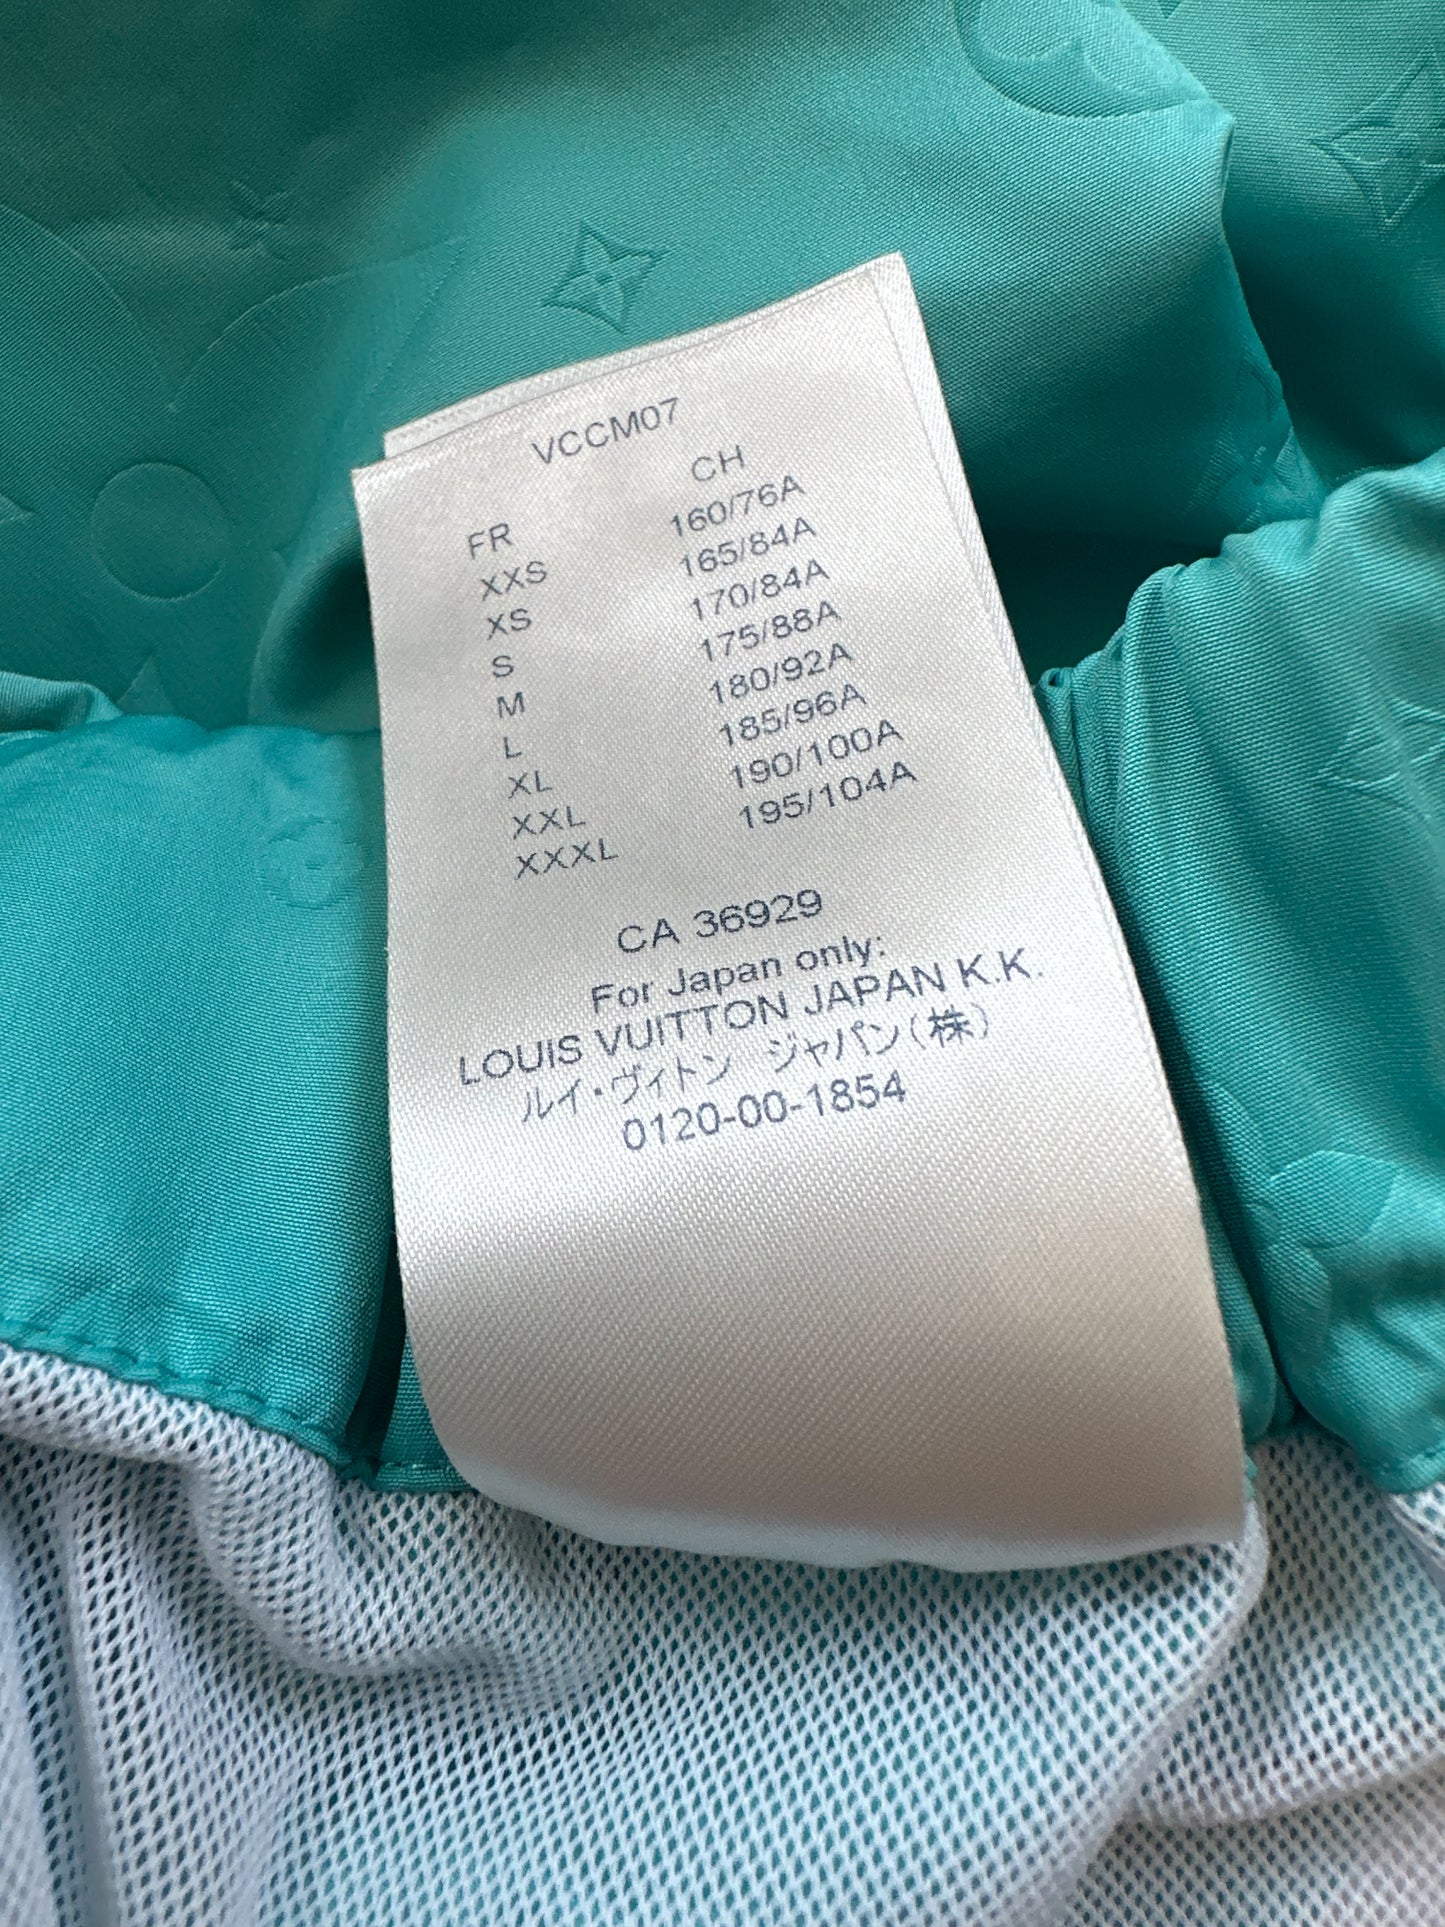 VCCM07
FR CH
XXS 160/76A
XS 165/84A
S 170/84A
M 175/88A
L 180/92A
XL 185/96A
XXL 190/100A
XXXL 195/104A
CA 36929
For Japan only:
LOUIS VUITTON JAPAN K.K.
ルイ・ヴィトン ジャパン(株)
0120-00-1854